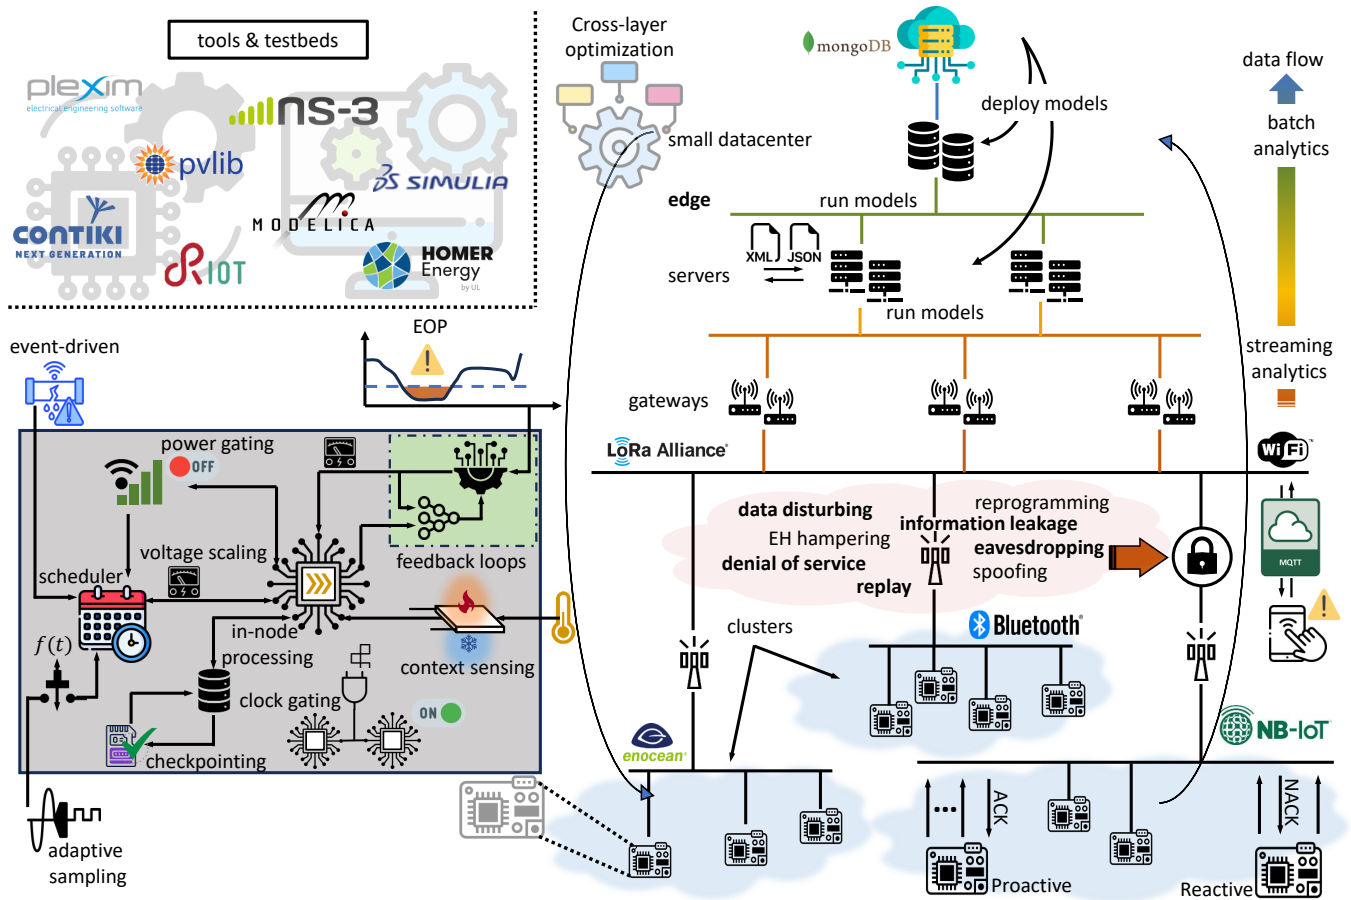 tools & testbeds
plexim
electrical engineering software
ns-3
pvlib
SIMULIA
MODELICA
CONTIKI
NEXT GENERATION
RIOT
HOMER
Energy
by UL
Cross-layer
optimization
mongoDB
deploy models
small datacenter
edge
run models
XML
JSON
servers
run models
gateways
data flow
batch
analytics
streaming
analytics
LoRa Alliance®
WiFi™
EOP
event-driven
power gating
OFF
voltage scaling
scheduler
feedback loops
f(t)
in-node
processing
context sensing
clock gating
ON
checkpointing
adaptive
sampling
data disturbing
reprogramming
information leakage
EH hampering
eavesdropping
denial of service
spoofing
replay
MQTT
clusters
Bluetooth®
enocean®
NB-IoT
ACK
NACK
Proactive
Reactive